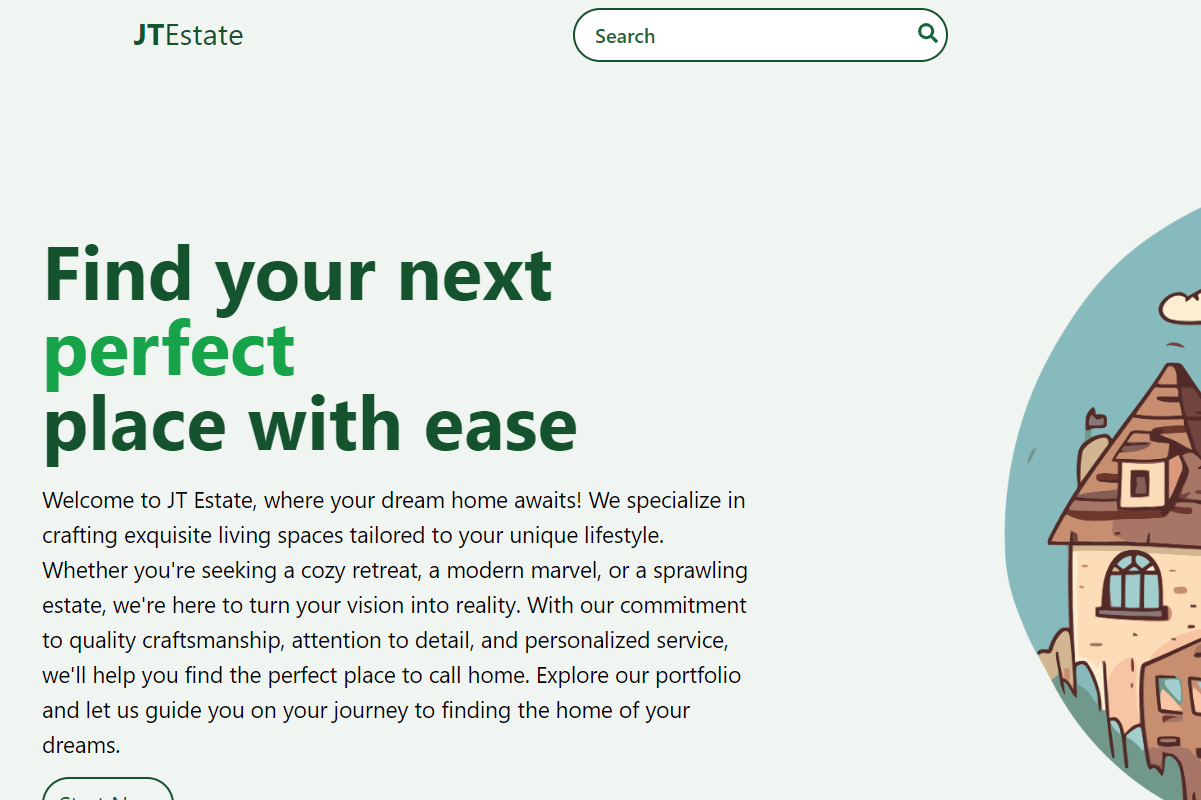 JTEstate
Search
Find your next
perfect
place with ease
Welcome to JT Estate, where your dream home awaits! We specialize in
crafting exquisite living spaces tailored to your unique lifestyle.
Whether you're seeking a cozy retreat, a modern marvel, or a sprawling
estate, we're here to turn your vision into reality. With our commitment
to quality craftsmanship, attention to detail, and personalized service,
we'll help you find the perfect place to call home. Explore our portfolio
and let us guide you on your journey to finding the home of your
dreams.